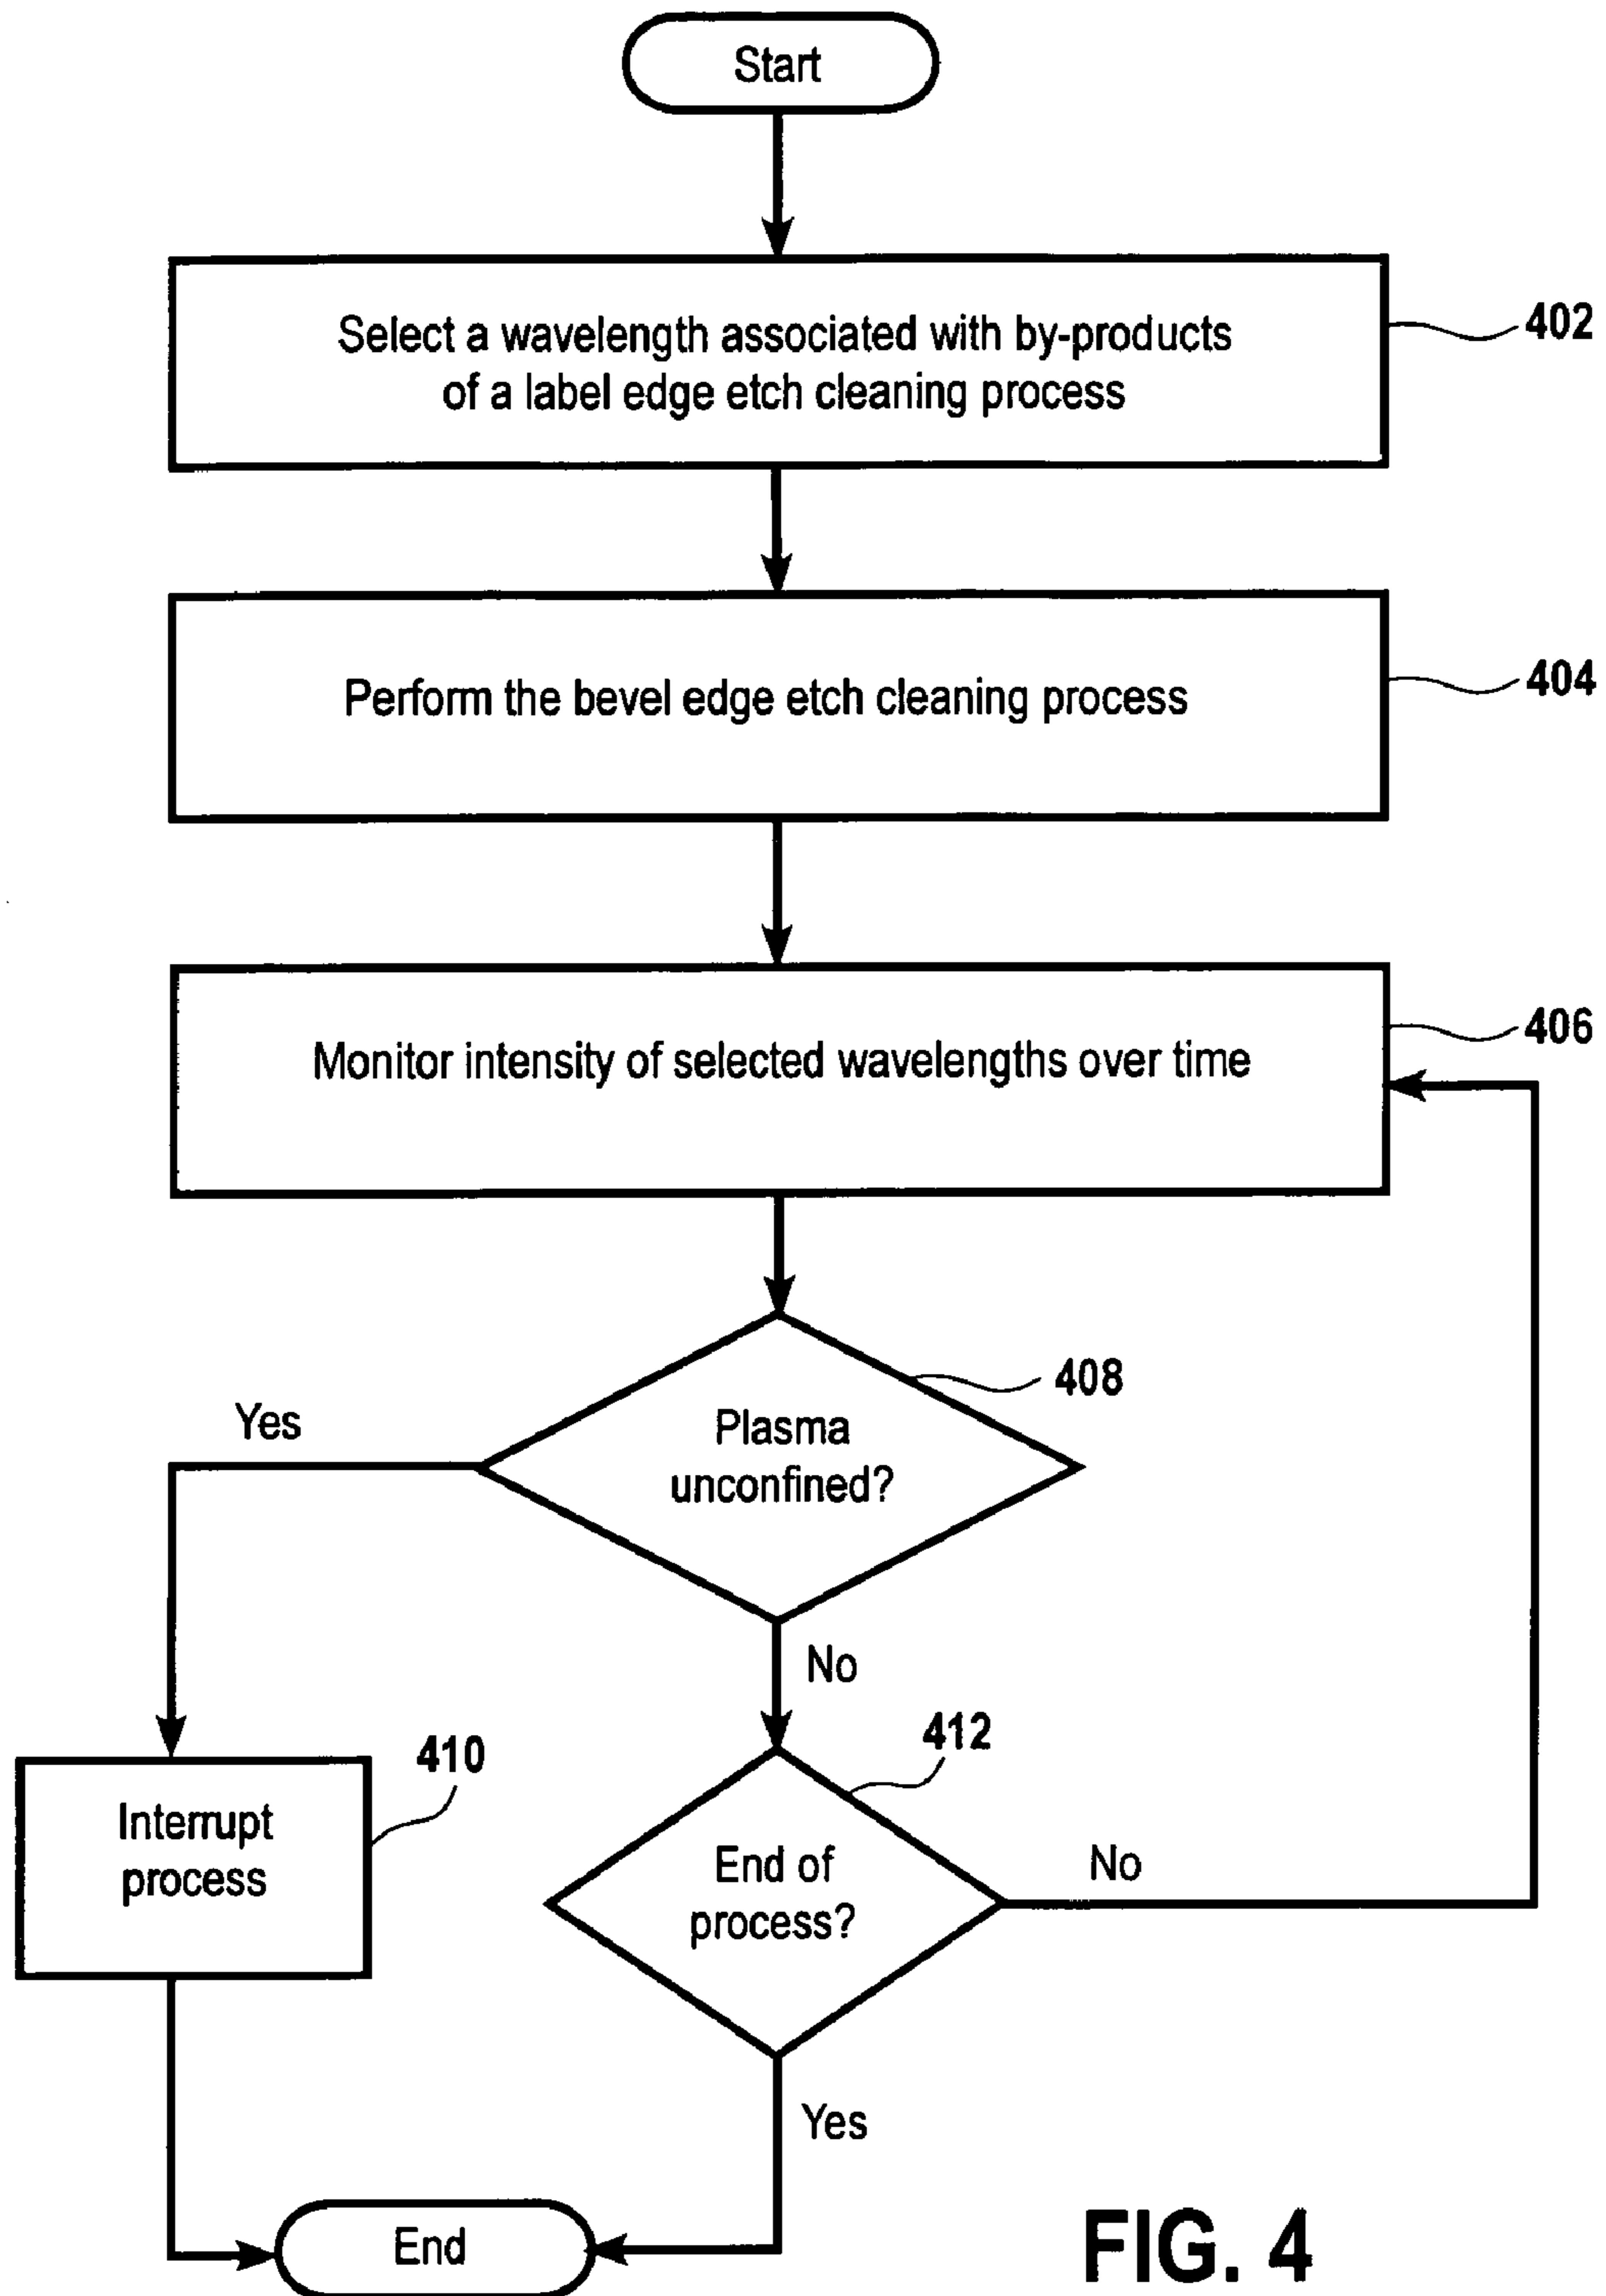 Start
Select a wavelength associated with by-products
of a label edge etch cleaning process
402
Perform the bevel edge etch cleaning process
404
Monitor intensity of selected wavelengths over time
406
408
Plasma
unconfined?
Yes
No
410
Interrupt
process
412
End of
process?
No
Yes
End
FIG. 4